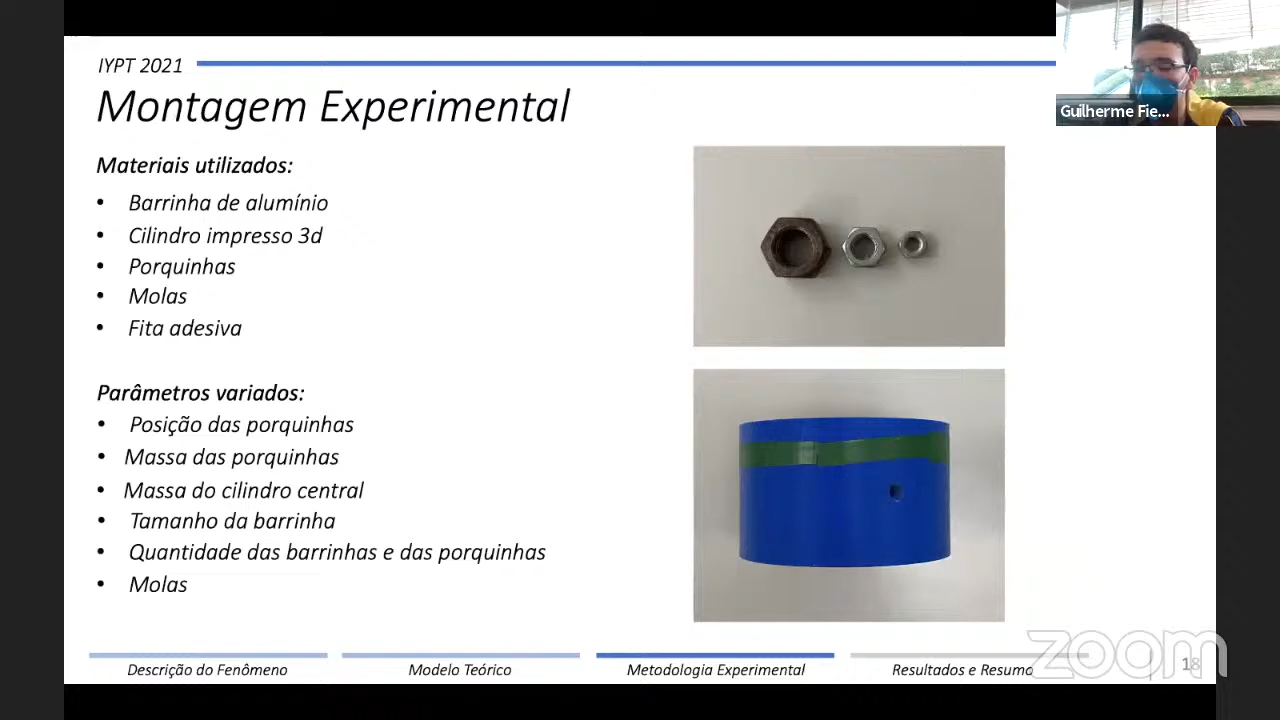 IYPT 2021
Montagem Experimental
Guilherme Fie...
Materiais utilizados:
• Barrinha de alumínio
• Cilindro impresso 3d
• Porquinhas
• Molas
• Fita adesiva
Parâmetros variados:
• Posição das porquinhas
• Massa das porquinhas
• Massa do cilindro central
• Tamanho da barrinha
• Quantidade das barrinhas e das porquinhas
• Molas
Descrição do Fenômeno
Modelo Teórico
Metodologia Experimental
Resultados e Resumo
18
zoom